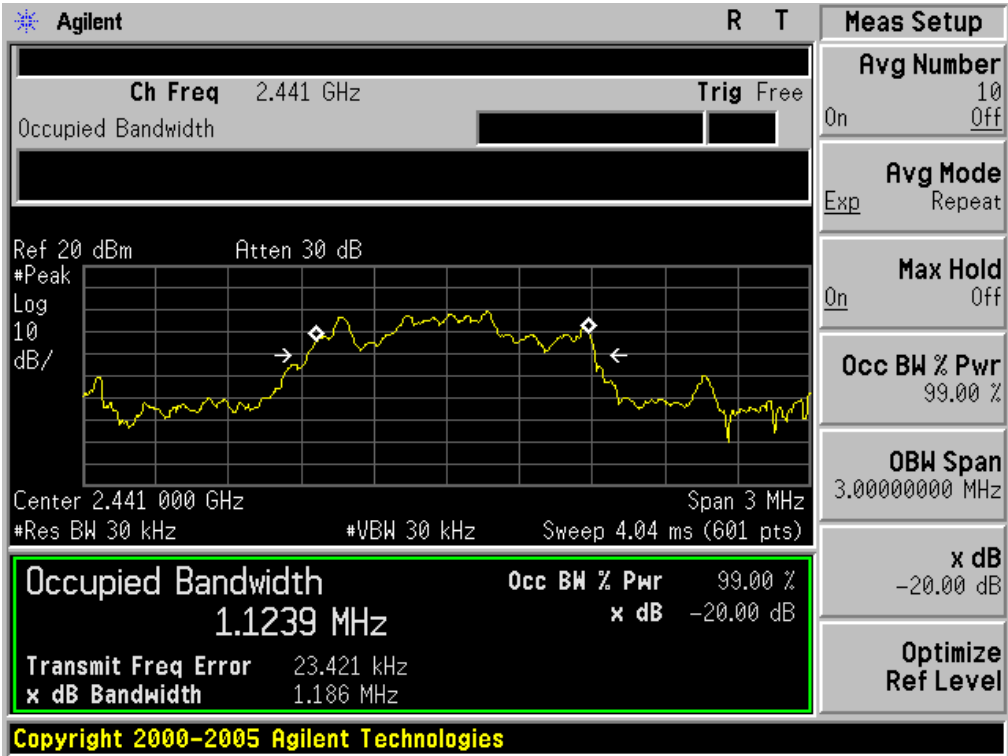 Agilent R T
Ch Freq 2.441 GHz Trig Free
Occupied Bandwidth
Ref 20 dBm Atten 30 dB
#Peak
Log
10
dB/
Center 2.441 000 GHz Span 3 MHz
#Res BW 30 kHz #VBW 30 kHz Sweep 4.04 ms (601 pts)
Occupied Bandwidth Occ BW % Pwr 99.00 %
1.1239 MHz x dB -20.00 dB
Transmit Freq Error 23.421 kHz
x dB Bandwidth 1.186 MHz
Copyright 2000-2005 Agilent Technologies
Meas Setup
Avg Number
10
On Off
Avg Mode
Exp Repeat
Max Hold
On Off
Occ BW % Pwr
99.00 %
OBW Span
3.00000000 MHz
x dB
-20.00 dB
Optimize
Ref Level